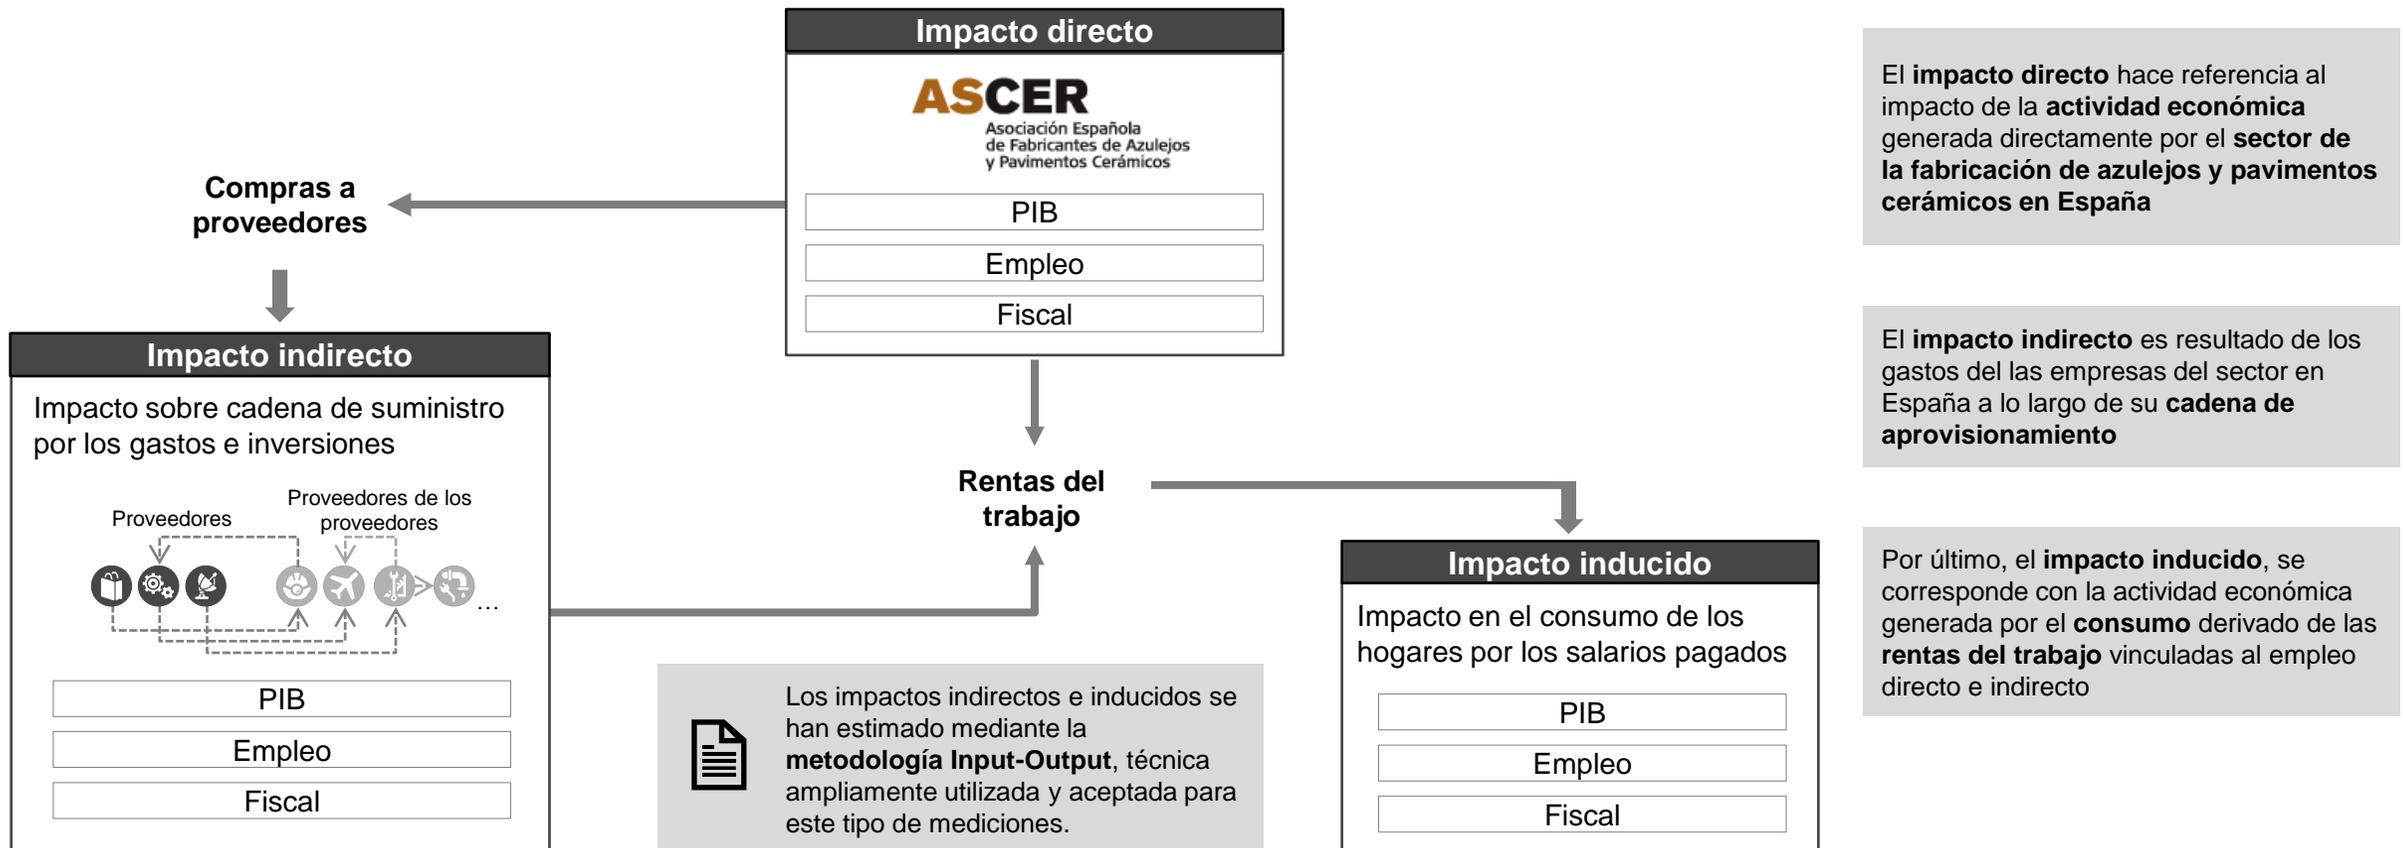 Impacto directo
ASCER
Asociación Española
de Fabricantes de Azulejos
y Pavimentos Cerámicos
PIB
Empleo
Fiscal
Compras a
proveedores
Impacto indirecto
Impacto sobre cadena de suministro
por los gastos e inversiones
Proveedores
Proveedores de los
proveedores
...
PIB
Empleo
Fiscal
Rentas del
trabajo
Los impactos indirectos e inducidos se
han estimado mediante la
metodología Input-Output, técnica
ampliamente utilizada y aceptada para
este tipo de mediciones.
Impacto inducido
Impacto en el consumo de los
hogares por los salarios pagados
PIB
Empleo
Fiscal
El impacto directo hace referencia al
impacto de la actividad económica
generada directamente por el sector de
la fabricación de azulejos y pavimentos
cerámicos en España
El impacto indirecto es resultado de los
gastos del las empresas del sector en
España a lo largo de su cadena de
aprovisionamiento
Por último, el impacto inducido, se
corresponde con la actividad económica
generada por el consumo derivado de las
rentas del trabajo vinculadas al empleo
directo e indirecto